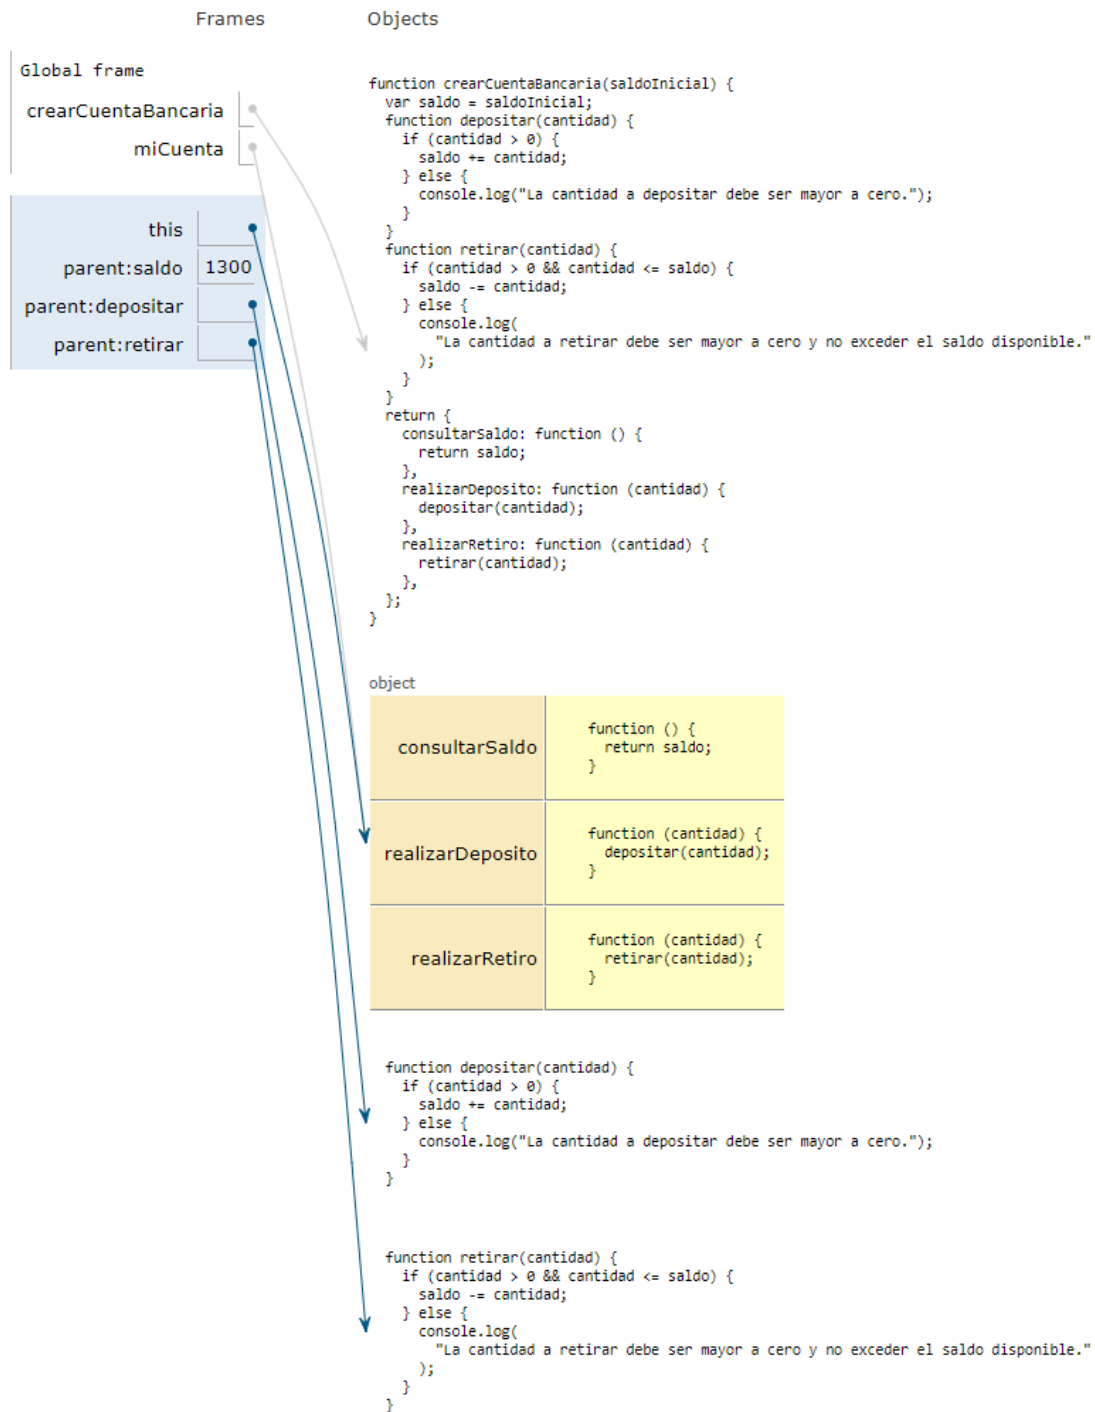 Frames
Objects
Global frame
crearCuentaBancaria
miCuenta
this
parent:saldo 1300
parent:depositar
parent:retirar
function crearCuentaBancaria(saldoInicial) {
  var saldo = saldoInicial;
  function depositar(cantidad) {
    if (cantidad > 0) {
      saldo += cantidad;
    } else {
      console.log("La cantidad a depositar debe ser mayor a cero.");
    }
  }
  function retirar(cantidad) {
    if (cantidad > 0 && cantidad <= saldo) {
      saldo -= cantidad;
    } else {
      console.log(
        "La cantidad a retirar debe ser mayor a cero y no exceder el saldo disponible."
      );
    }
  }
  return {
    consultarSaldo: function () {
      return saldo;
    },
    realizarDeposito: function (cantidad) {
      depositar(cantidad);
    },
    realizarRetiro: function (cantidad) {
      retirar(cantidad);
    },
  };
}
object
consultarSaldo
function () {
  return saldo;
}
realizarDeposito
function (cantidad) {
  depositar(cantidad);
}
realizarRetiro
function (cantidad) {
  retirar(cantidad);
}
function depositar(cantidad) {
  if (cantidad > 0) {
    saldo += cantidad;
  } else {
    console.log("La cantidad a depositar debe ser mayor a cero.");
  }
}
function retirar(cantidad) {
  if (cantidad > 0 && cantidad <= saldo) {
    saldo -= cantidad;
  } else {
    console.log(
      "La cantidad a retirar debe ser mayor a cero y no exceder el saldo disponible."
    );
  }
}